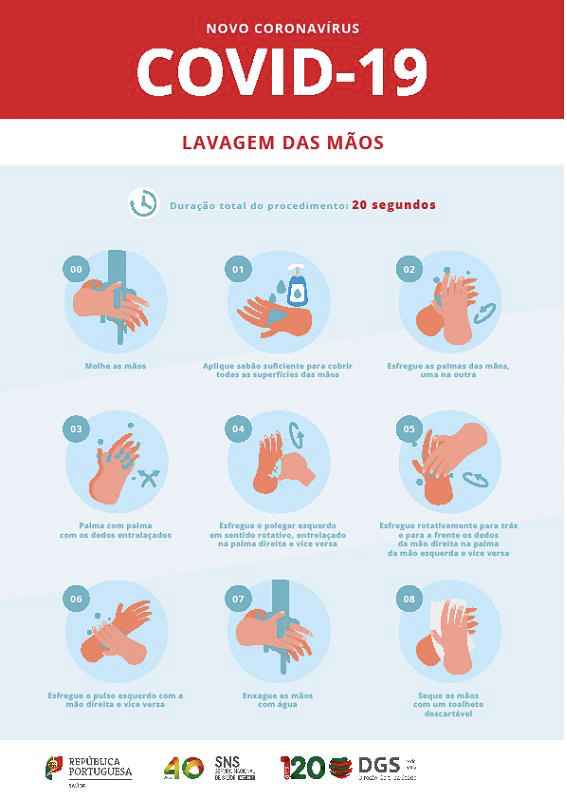 NOVO CORONAVÍRUS
COVID-19
LAVAGEM DAS MÃOS
Duração total do procedimento: 20 segundos
00
01
02
Molhe as mãos
Aplique sabão suficiente para cobrir
todas as superfícies das mãos
Esfregue as palmas das mãos,
uma na outra
03
04
05
Palma com palma
com os dedos entrelaçados
Esfregue o polegar esquerdo
em sentido rotativo, entrelaçado
na palma direita e vice versa
Esfregue rotativamente para trás
e para a frente os dedos
da mão direita na palma
da mão esquerda e vice versa
06
07
08
Esfregue o pulso esquerdo com a
mão direita e vice versa
Enxague as mãos
com água
Seque as mãos
com um toalhete
descartável
REPÚBLICA
PORTUGUESA
SAÚDE
40
SNS
120
DGS